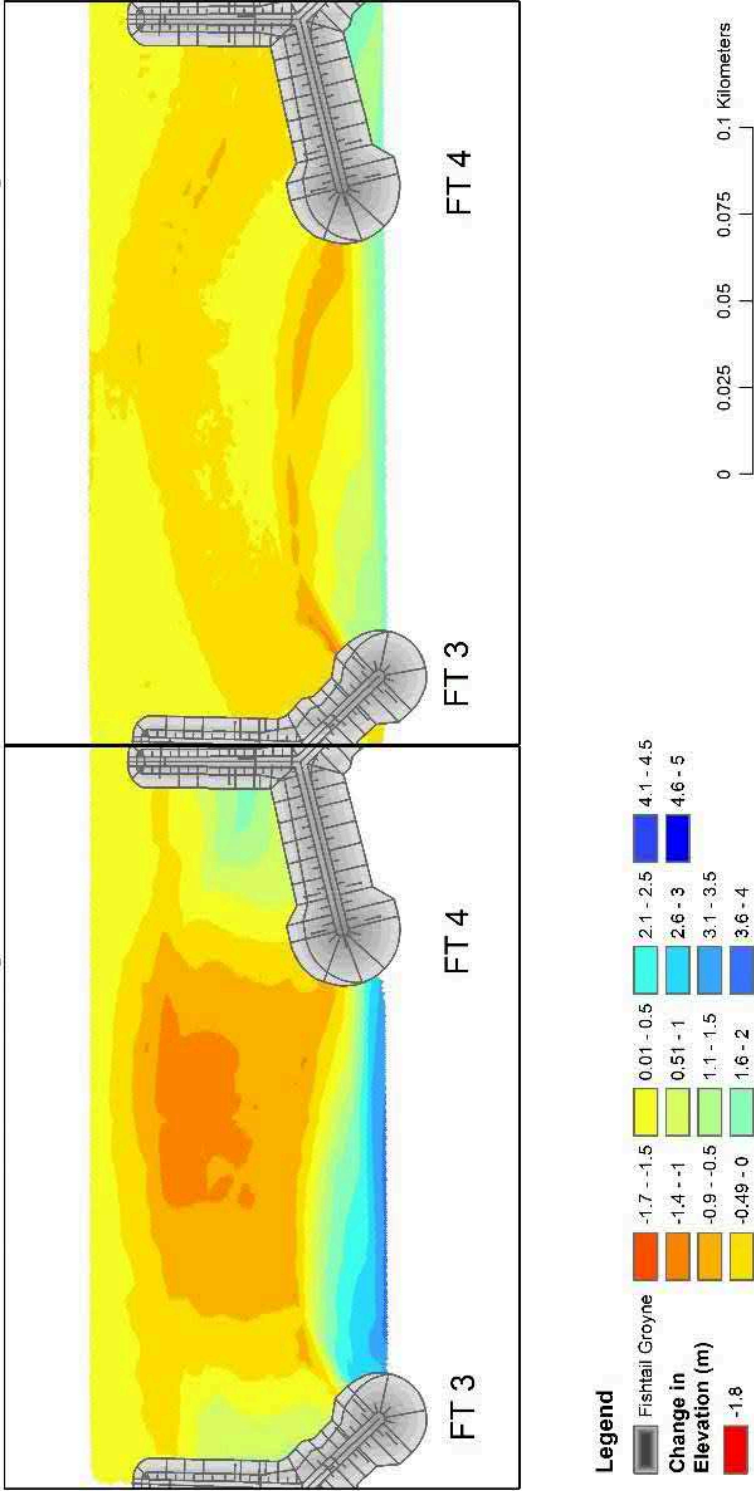 FT 3
FT 4
FT 3
FT 4
Legend
Fishtail Groyne
Change in
Elevation (m)
-1.8
-1.7 - -1.5
-1.4 - -1
-0.9 - -0.5
-0.49 - 0
0.01 - 0.5
0.51 - 1
1.1 - 1.5
1.6 - 2
2.1 - 2.5
2.6 - 3
3.1 - 3.5
3.6 - 4
4.1 - 4.5
4.6 - 5
0 0.025 0.05 0.075 0.1 Kilometers